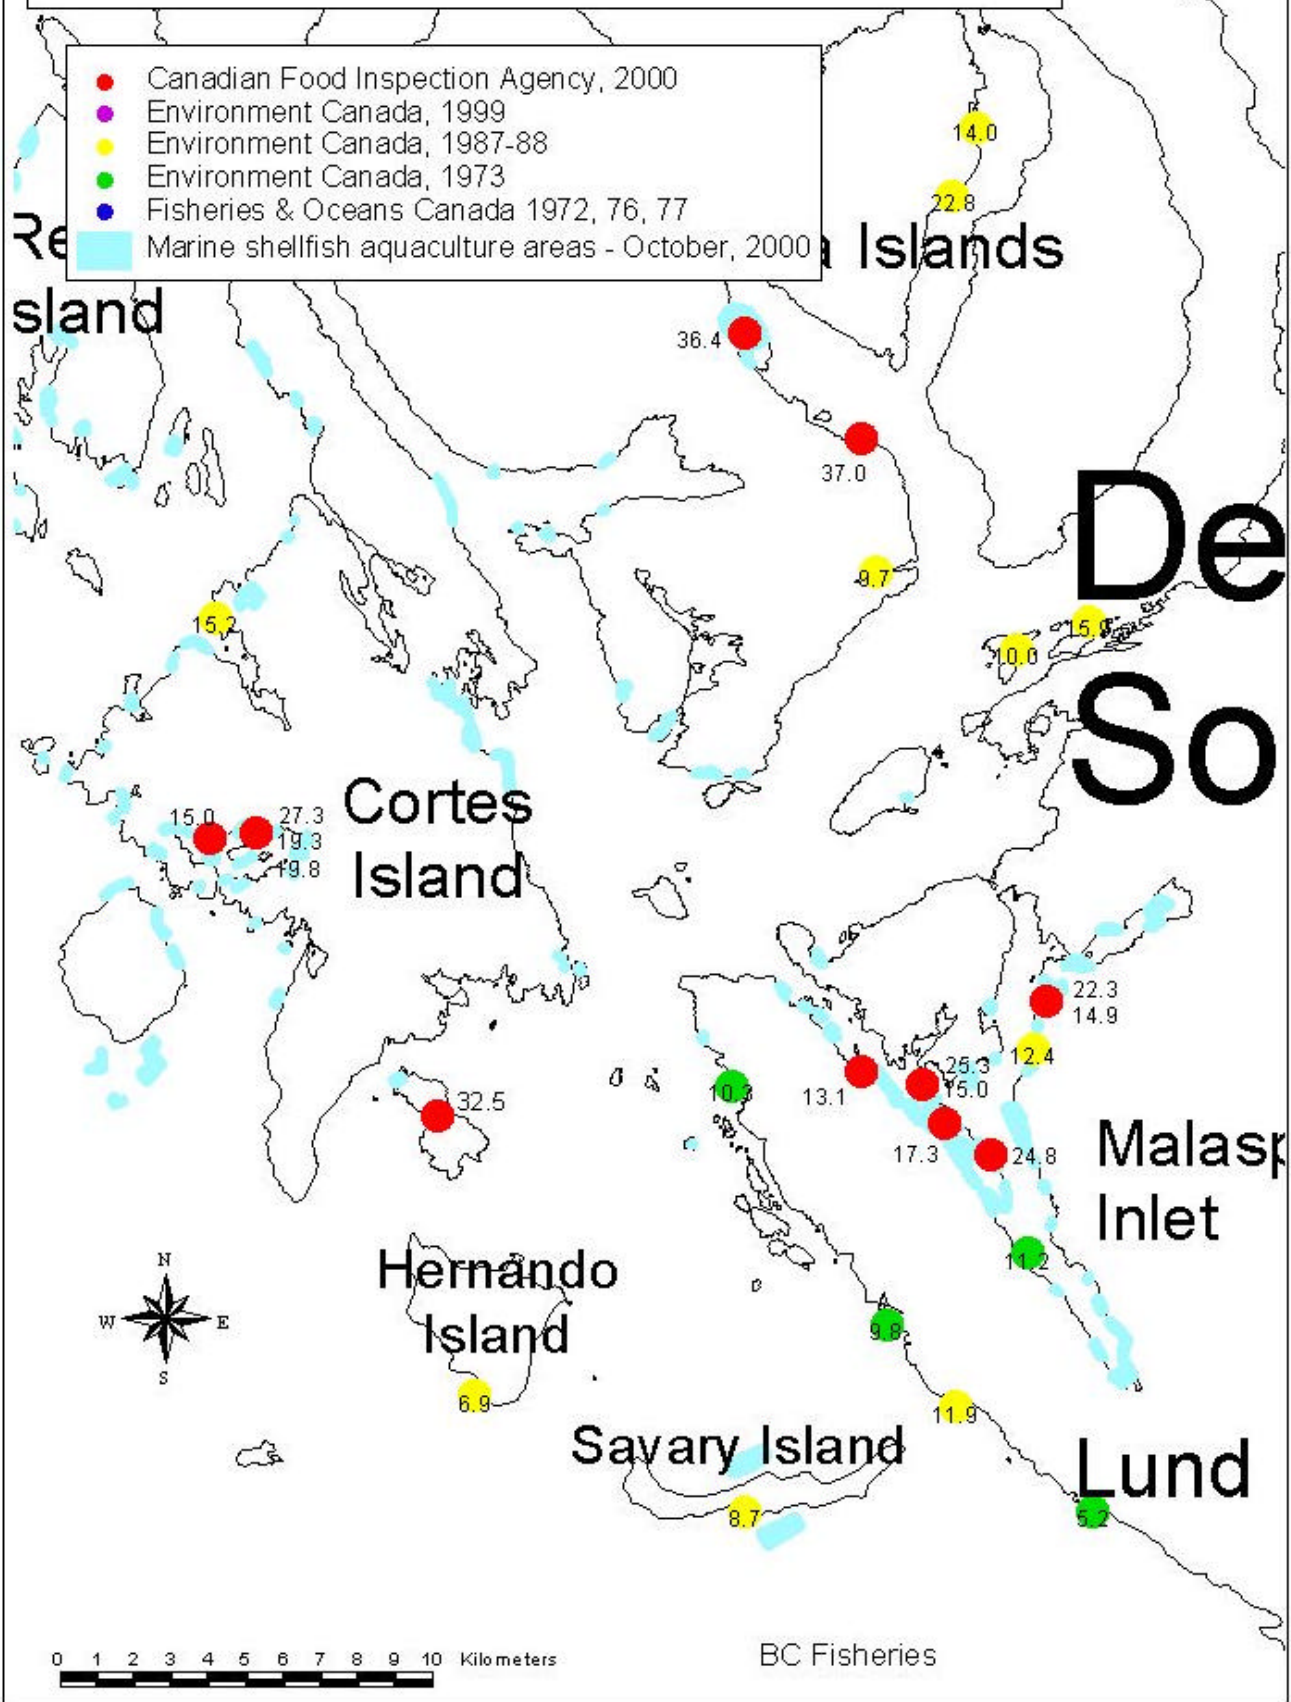 Canadian Food Inspection Agency, 2000
Environment Canada, 1999
Environment Canada, 1987-88
Environment Canada, 1973
Fisheries & Oceans Canada 1972, 76, 77
Marine shellfish aquaculture areas - October, 2000
14.0
22.8
Re
sland
a Islands
36.4
37.0
De
9.7
15.2
10.0
So
Cortes
Island
15.0
27.3
19.3
19.8
22.3
14.9
12.4
10.3
13.1
25.3
15.0
32.5
17.3
24.8
Malasp
Inlet
11.2
Hernando
Island
N
W
E
S
9.8
6.9
11.9
Savary Island
Lund
8.7
5.2
0 1 2 3 4 5 6 7 8 9 10 Kilometers
BC Fisheries